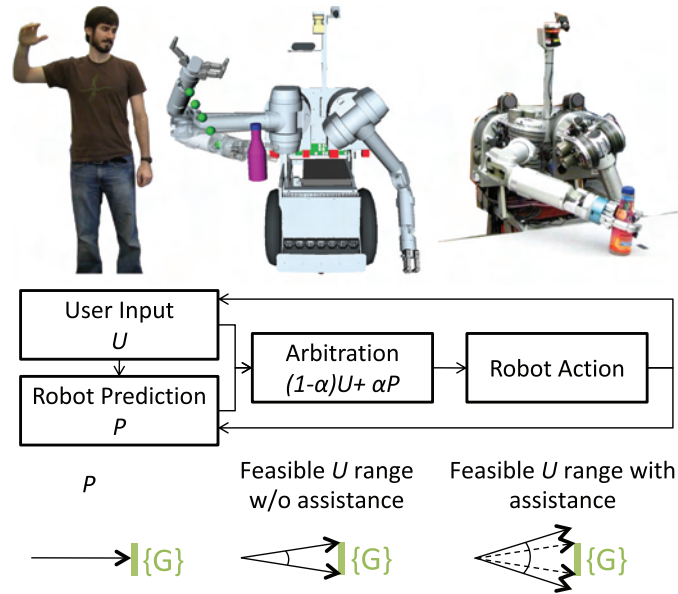 User Input
U
Robot Prediction
P
Arbitration
(1-α)U+ αP
Robot Action
P
Feasible U range
w/o assistance
Feasible U range with
assistance
{G}
{G}
{G}